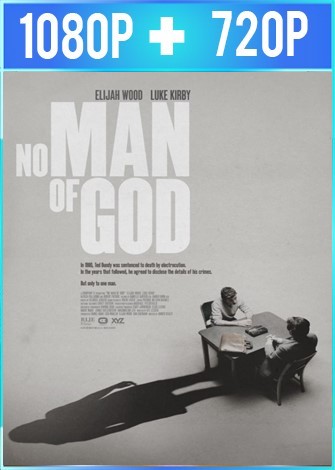 1080P + 720P
ELIJAH WOOD LUKE KIRBY
NO MAN
OF GOD
In 1980, Ted Bundy was sentenced to death by electrocution.
In the years that followed, he agreed to disclose the details of his crimes.
But only to one man.
XYZ